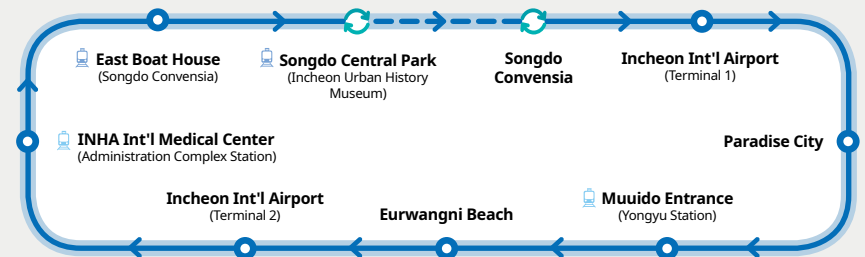 East Boat House
(Songdo Convensia)
Songdo Central Park
(Incheon Urban History
Museum)
Songdo
Convensia
Incheon Int'l Airport
(Terminal 1)
INHA Int'l Medical Center
(Administration Complex Station)
Paradise City
Incheon Int'l Airport
(Terminal 2)
Eurwangni Beach
Muuido Entrance
(Yongyu Station)